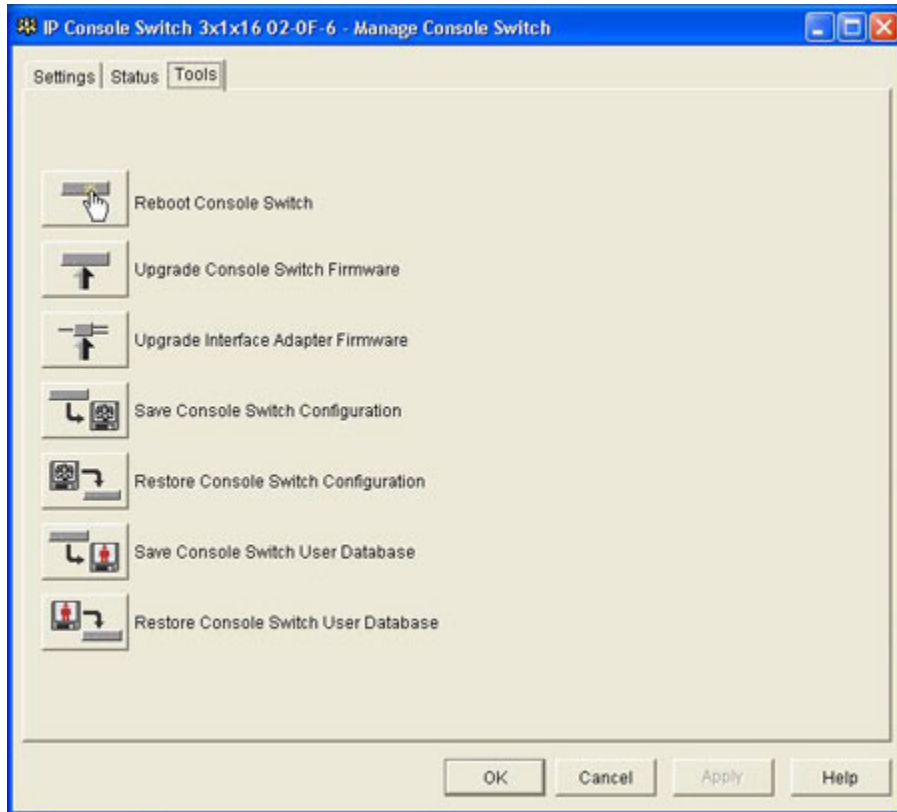 IP Console Switch 3x1x16 02-0F-6 - Manage Console Switch
Settings Status Tools
Reboot Console Switch
Upgrade Console Switch Firmware
Upgrade Interface Adapter Firmware
Save Console Switch Configuration
Restore Console Switch Configuration
Save Console Switch User Database
Restore Console Switch User Database
OK Cancel Apply Help